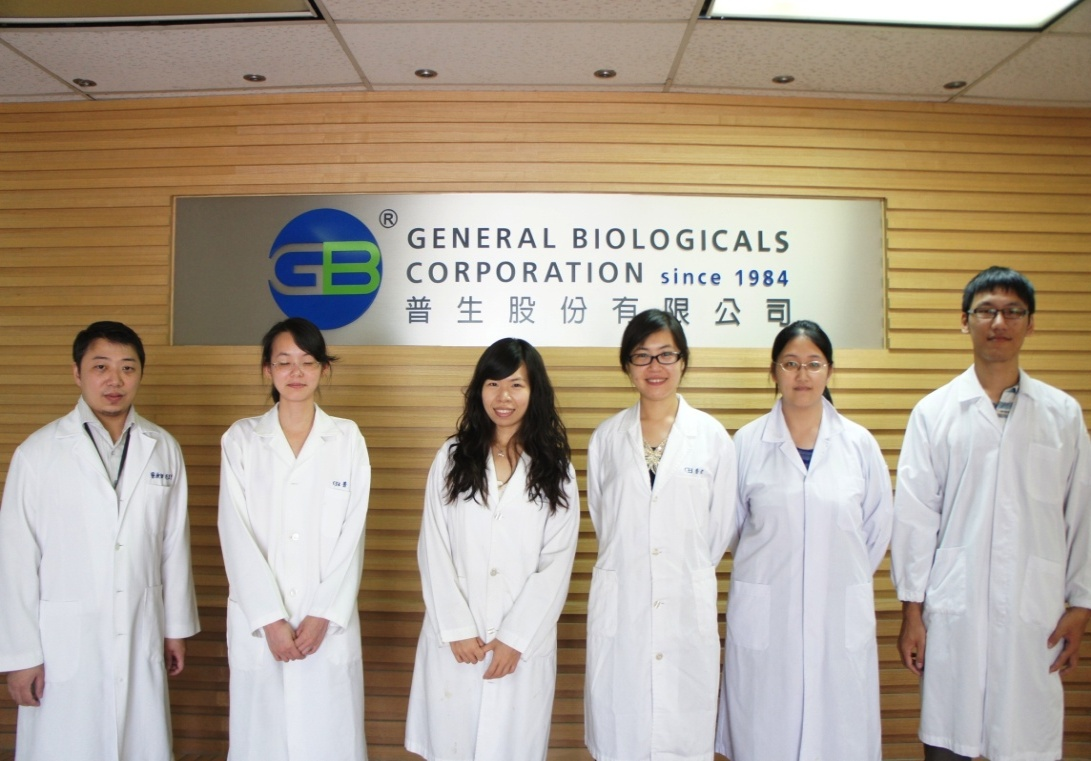 GB®
GENERAL BIOLOGICALS
CORPORATION since 1984
普生股份有限公司